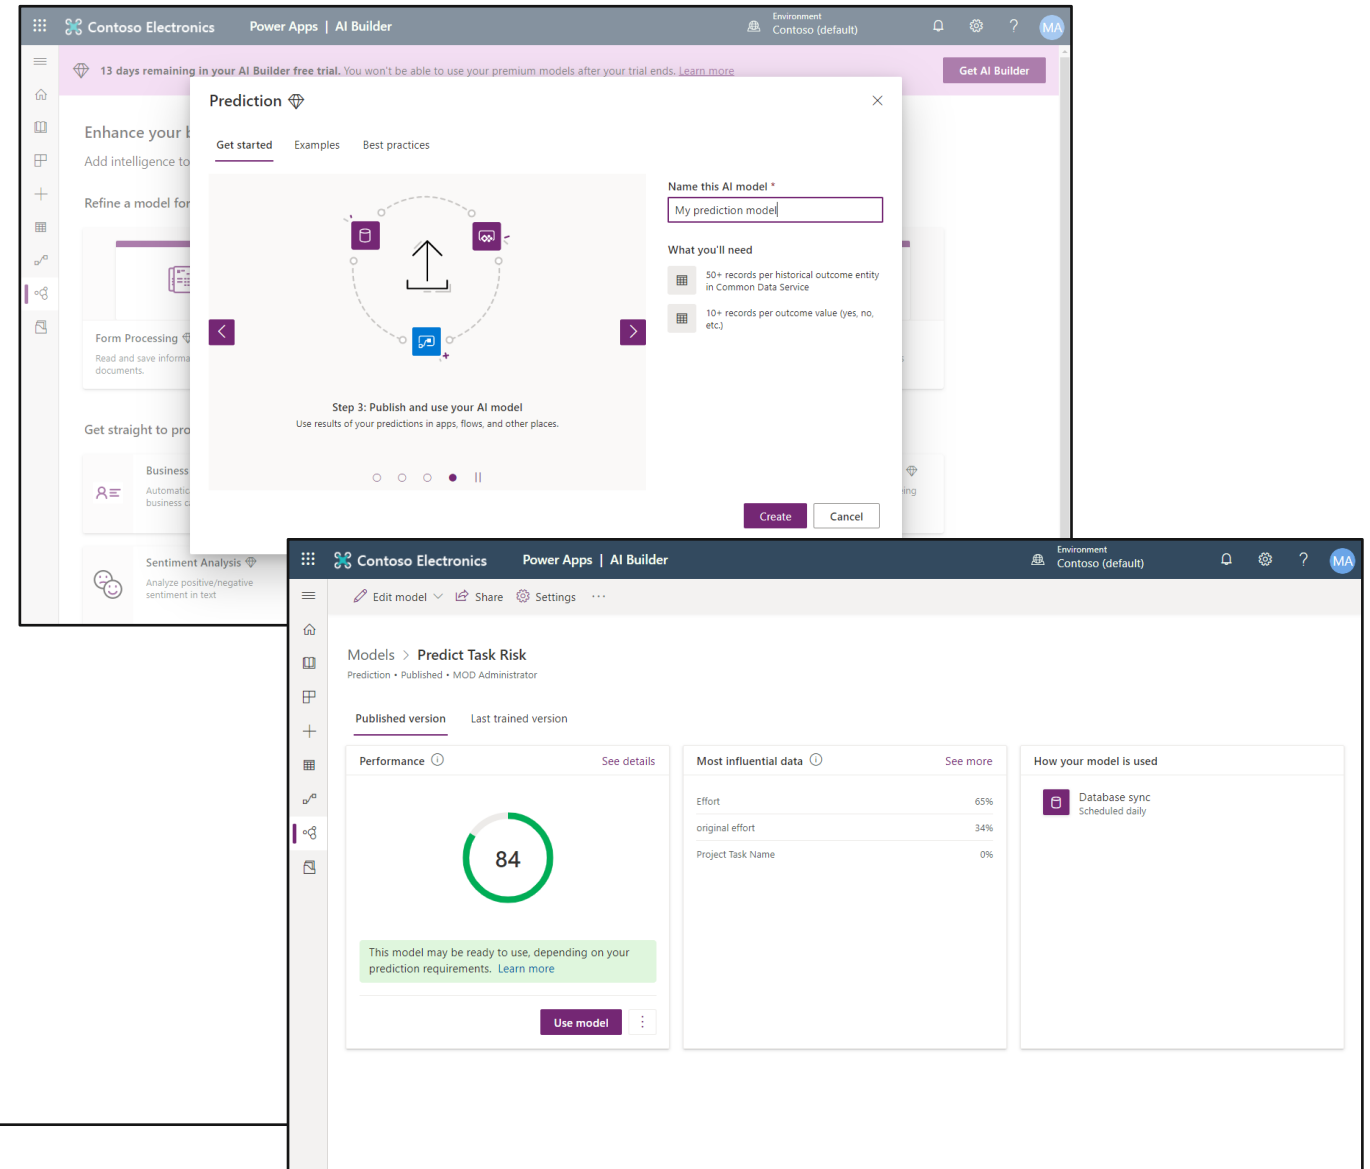 Contoso Electronics Power Apps | AI Builder
Environment
Contoso (default)
?
MA
13 days remaining in your AI Builder free trial. You won't be able to use your premium models after your trial ends. Learn more
Get AI Builder
Enhance your b
Add intelligence to
Refine a model for
Form Processing
Read and save informa
documents.
s
Get straight to pro
Business
Automatic
business c
ing
Sentiment Analysis
Analyze positive/negative
sentiment in text
Prediction
Get started Examples Best practices
Step 3: Publish and use your AI model
Use results of your predictions in apps, flows, and other places.
Name this AI model *
My prediction model
What you'll need
50+ records per historical outcome entity
in Common Data Service
10+ records per outcome value (yes, no,
etc.)
Create Cancel
Contoso Electronics Power Apps | AI Builder
Environment
Contoso (default)
?
MA
Edit model Share Settings ...
Models > Predict Task Risk
Prediction • Published • MOD Administrator
Published version Last trained version
Performance See details
84
This model may be ready to use, depending on your
prediction requirements. Learn more
Use model
Most influential data See more
Effort 65%
original effort 34%
Project Task Name 0%
How your model is used
Database sync
Scheduled daily